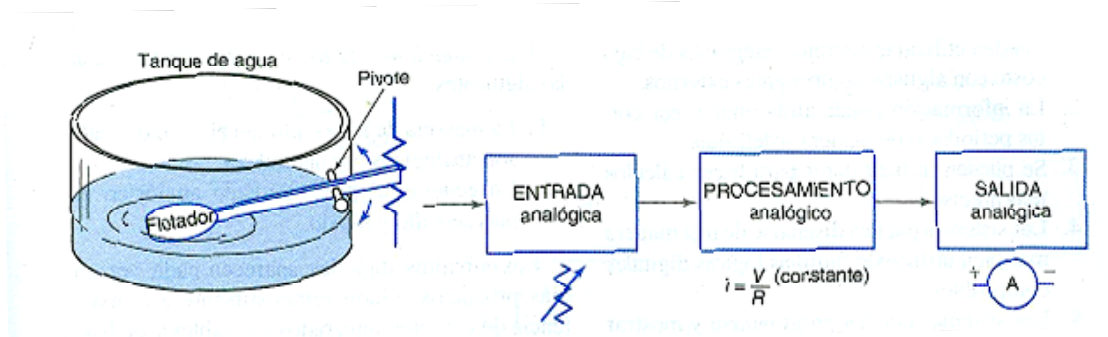 Tanque de agua
Pivote
Flotador
ENTRADA
analógica
PROCESAMIENTO
analógico
SALIDA
analógica
i = V/R (constante)
+ A −